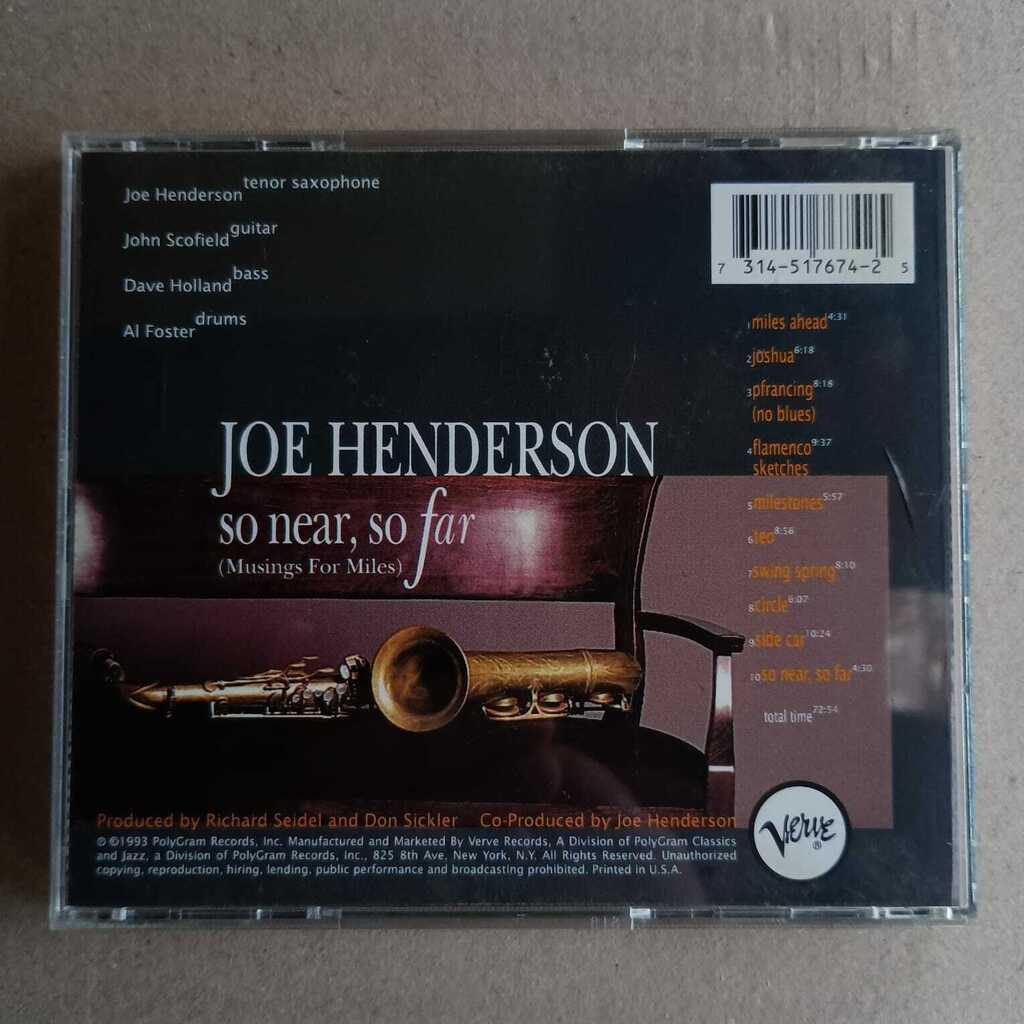 Joe Henderson tenor saxophone
John Scofield guitar
Dave Holland bass
Al Foster drums
7 314-517674-2 5
1 miles ahead 4:31
2 joshua 6:18
3 pfrancing 8:18
(no blues)
4 flamenco 9:37
sketches
5 milestones 5:57
6 teo 8:56
7 swing spring 8:10
8 circle 6:07
9 side car 10:24
10 so near, so far 4:30
total time 72:54
JOE HENDERSON
so near, so far
(Musings For Miles)
Produced by Richard Seidel and Don Sickler Co-Produced by Joe Henderson
℗ ©1993 PolyGram Records, Inc. Manufactured and Marketed By Verve Records, A Division of PolyGram Classics
and Jazz, a Division of PolyGram Records, Inc., 825 8th Ave. New York, N.Y. All Rights Reserved. Unauthorized
copying, reproduction, hiring, lending, public performance and broadcasting prohibited. Printed in U.S.A.
VERVE ®